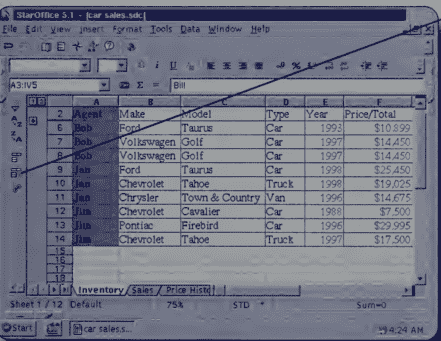 StarOffice 5.1 - [car sales.sdc]
File Edit View Insert Format Tools Data Window Help
A3:IV5 Σ = Bill
A B C D E F
2 Agent Make Model Type Year Price/Total
6 Bob Ford Taurus Car 1993 $10,899
7 Bob Volkswagen Golf Car 1997 $14,450
8 Bob Volkswagen Golf Car 1997 $14,450
9 Jan Ford Taurus Car 1998 $25,450
10 Jan Chevrolet Tahoe Truck 1998 $19,025
11 Jan Chrysler Town & Country Van 1996 $14,675
12 Jim Chevrolet Cavalier Car 1988 $7,500
13 Jim Pontiac Firebird Car 1996 $29,995
14 Jim Chevrolet Tahoe Truck 1997 $17,500
15
16
17
18
Inventory Sales Price Hist
Sheet 1 / 12 Default 75% STD * Sum=0
Start car sales.s... 4:24 AM